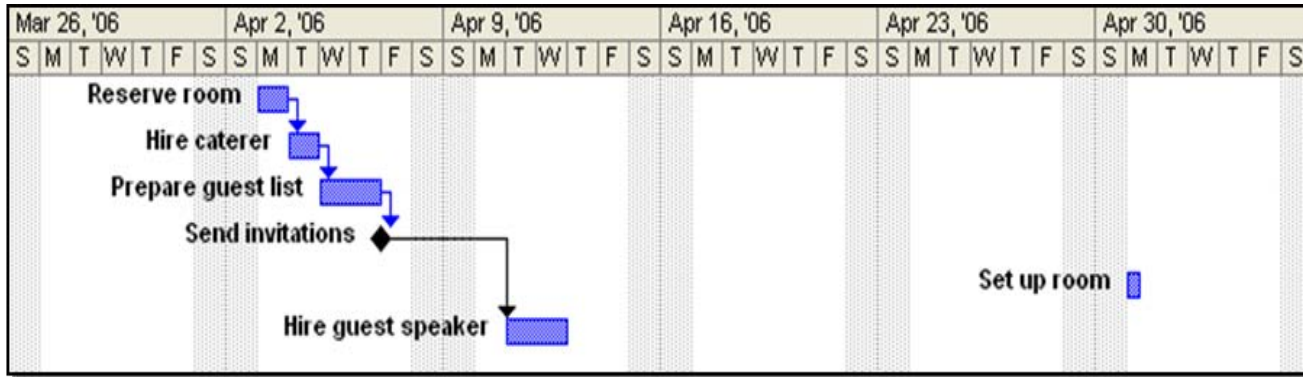 Mar 26, '06 Apr 2, '06 Apr 9, '06 Apr 16, '06 Apr 23, '06 Apr 30, '06
S M T W T F S S M T W T F S S M T W T F S S M T W T F S S M T W T F S S M T W T F S
Reserve room
Hire caterer
Prepare guest list
Send invitations
Set up room
Hire guest speaker